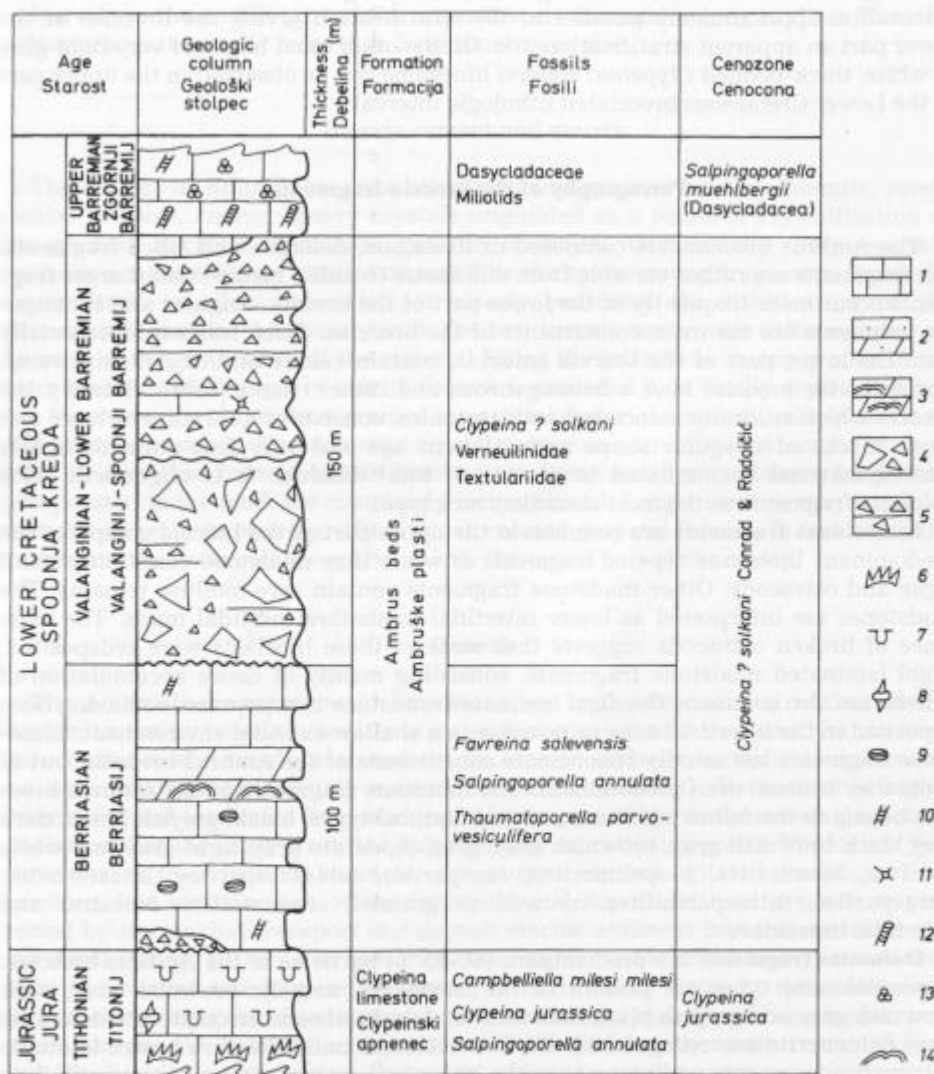 Age
Starost
Geologic
column
Geološki
stolpec
Thickness (m)
Debelina
Formation
Formacija
Fossils
Fosili
Cenozone
Cenocona
LOWER CRETACEOUS
SPODNJA KREDA
UPPER
BARREMIAN
ZGORNJI
BARREMIJ
Dasycladaceae
Miliolids
Salpingoporella
muehlbergii
(Dasycladacea)
VALANGINIAN - LOWER BARREMIAN
VALANGINIJ-SPODNJI BARREMIJ
150 m
Ambrus beds
Ambruški skladi
Clypeina ? solkani
Verneuilinidae
Textulariidae
Clypeina ? solkani Conrad & Radoičić
BERRIASIAN
BERRIASIJ
100 m
Favreina salevensis
Salpingoporella annulata
Thaumatoporella parvo-
vesiculifera
JURASSIC
JURA
TITHONIAN
TITONIJ
Clypeina
limestone
Clypeinski
apnenec
Campbelliella milesi milesi
Clypeina jurassica
Salpingoporella annulata
Clypeina
jurassica
1
2
3
4
5
6
7
8
9
10
11
12
13
14